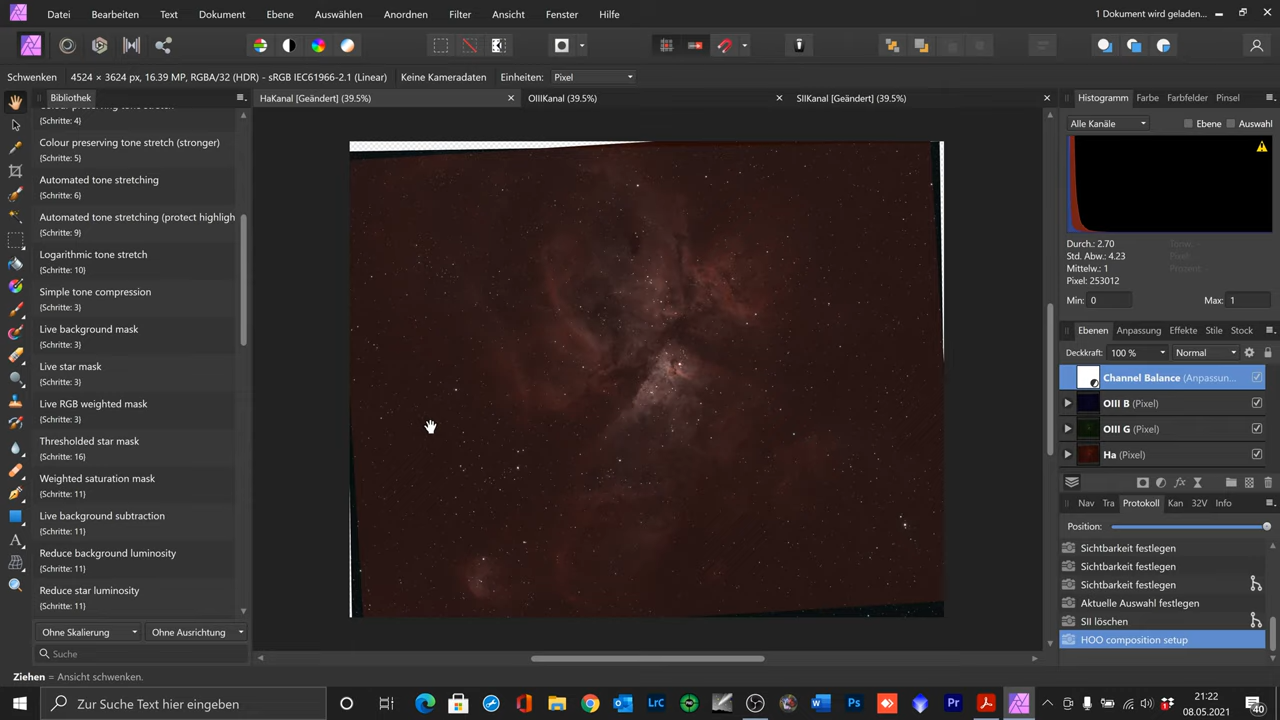 Datei Bearbeiten Text Dokument Ebene Auswählen Anordnen Filter Ansicht Fenster Hilfe 1 Dokument wird geladen...
Schwenken 4524 × 3624 px, 16.39 MP, RGBA/32 (HDR) - sRGB IEC61966-2.1 (Linear) Keine Kameradaten Einheiten: Pixel
Bibliothek
HaKanal [Geändert] (39.5%) OIIIKanal (39.5%) SIIKanal [Geändert] (39.5%)
Histogramm Farbe Farbfelder Pinsel
Colour preserving tone stretch
(Schritte: 4)
Colour preserving tone stretch (stronger)
(Schritte: 5)
Automated tone stretching
(Schritte: 6)
Automated tone stretching (protect highligh
(Schritte: 9)
Logarithmic tone stretch
(Schritte: 10)
Simple tone compression
(Schritte: 3)
Live background mask
(Schritte: 3)
Live star mask
(Schritte: 3)
Live RGB weighted mask
(Schritte: 3)
Thresholded star mask
(Schritte: 16)
Weighted saturation mask
(Schritte: 11)
Live background subtraction
(Schritte: 11)
Reduce background luminosity
(Schritte: 11)
Reduce star luminosity
(Schritte: 11)
Ohne Skalierung Ohne Ausrichtung
Suche
Alle Kanäle Ebene Auswahl
Durch.: 2.70
Std. Abw.: 4.23
Mittelw.: 1
Pixel: 253012
Min: 0 Max: 1
Ebenen Anpassung Effekte Stile Stock
Deckkraft: 100 % Normal
Channel Balance (Anpassun...
OIII B (Pixel)
OIII G (Pixel)
Ha (Pixel)
Nav Tra Protokoll Kan 32V Info
Position:
Sichtbarkeit festlegen
Sichtbarkeit festlegen
Sichtbarkeit festlegen
Aktuelle Auswahl festlegen
SII löschen
HOO composition setup
Ziehen = Ansicht schwenken.
Zur Suche Text hier eingeben
LrC
Ps
Pr
21:22
08.05.2021
40